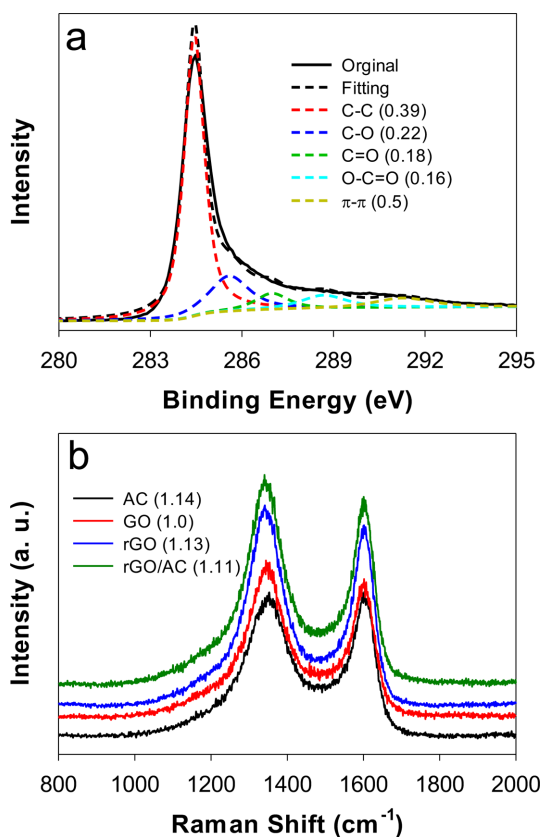 a
Intensity
Orginal
Fitting
C-C (0.39)
C-O (0.22)
C=O (0.18)
O-C=O (0.16)
π-π (0.5)
280 283 286 289 292 295
Binding Energy (eV)
b
Intensity (a. u.)
AC (1.14)
GO (1.0)
rGO (1.13)
rGO/AC (1.11)
800 1000 1200 1400 1600 1800 2000
Raman Shift (cm⁻¹)